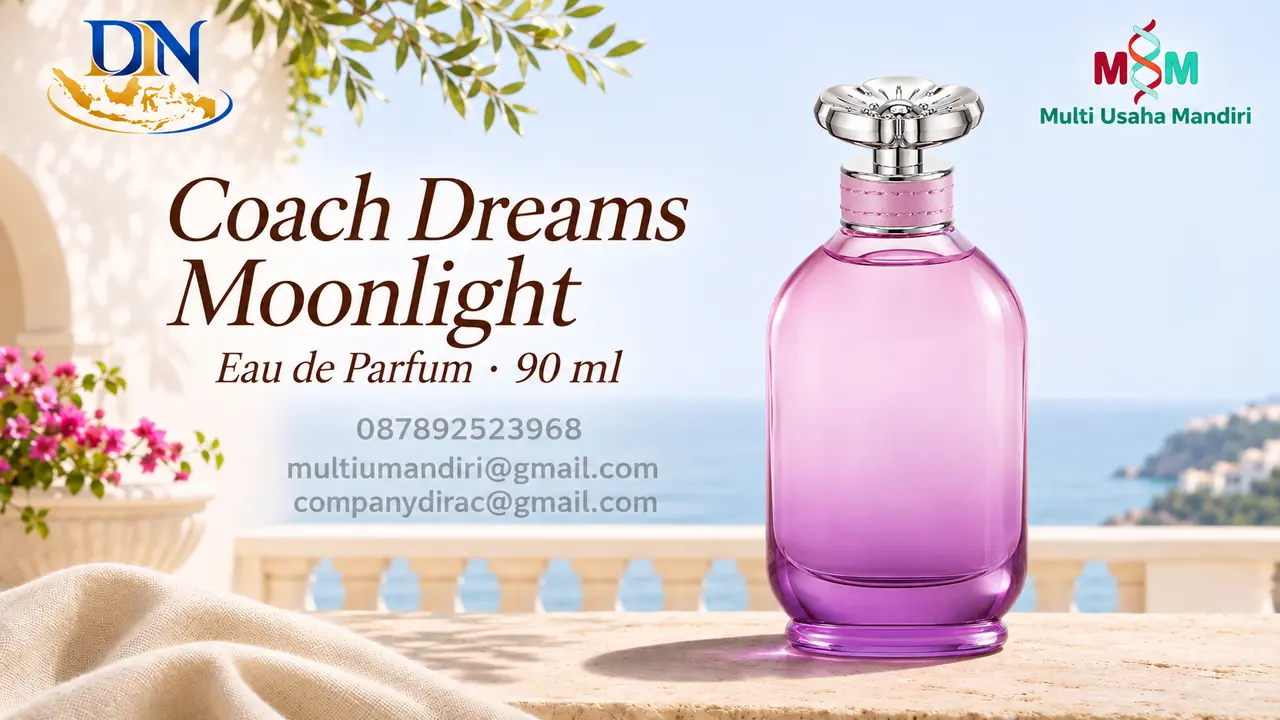 DN
MSM
Multi Usaha Mandiri
Coach Dreams
Moonlight
Eau de Parfum · 90 ml
087892523968
multiumandiri@gmail.com
companydirac@gmail.com